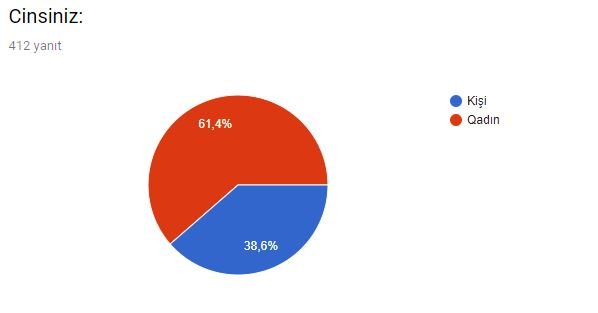 Cinsiniz:
412 yanıt
Kişi
Qadın
61,4%
38,6%